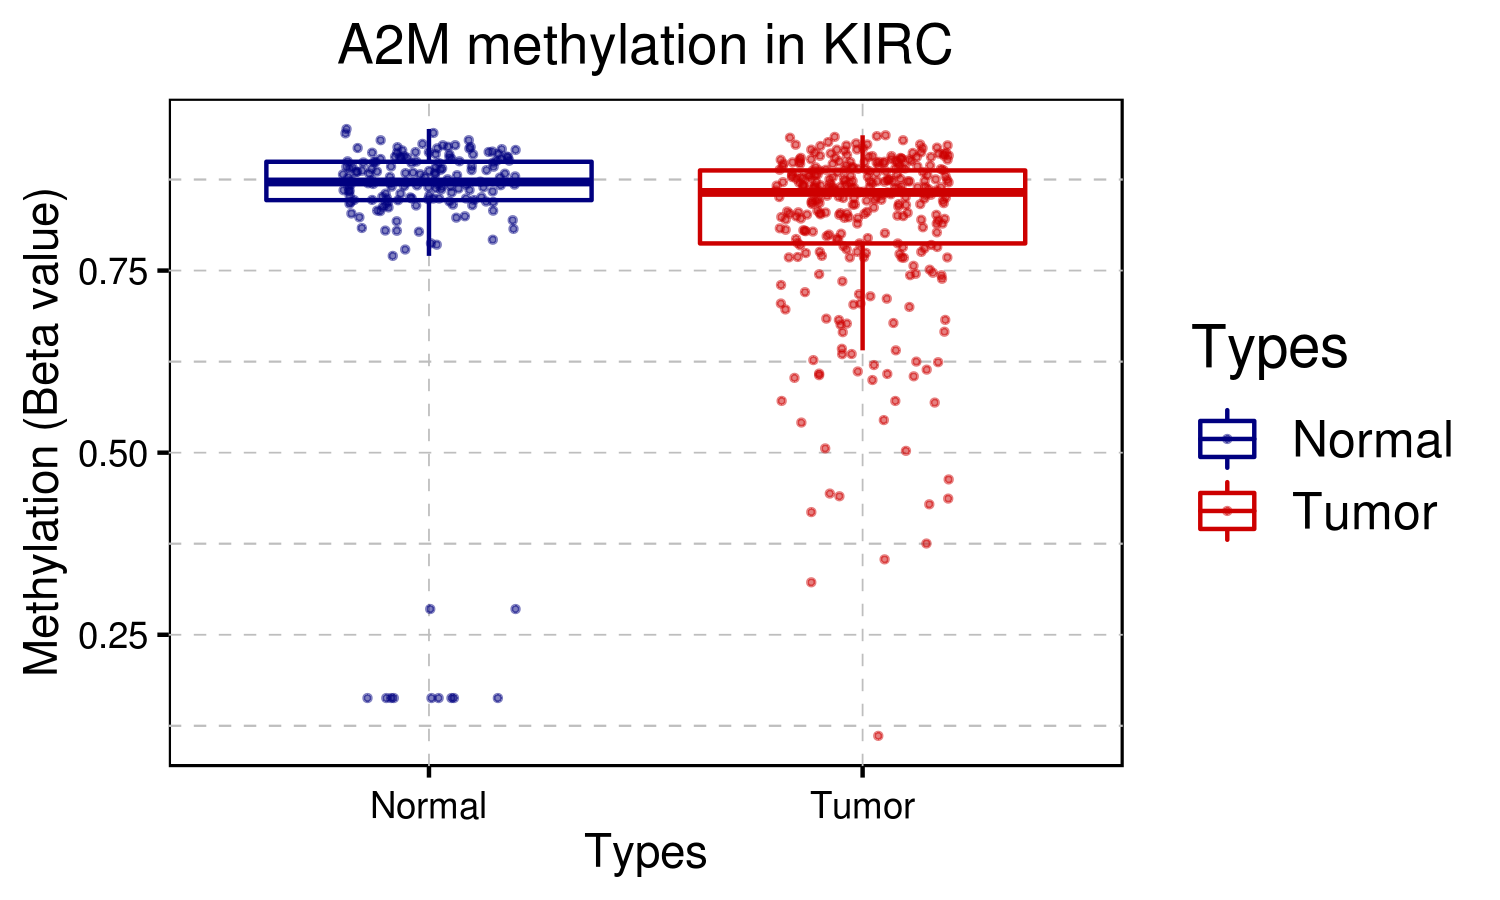 A2M methylation in KIRC
Methylation (Beta value)
0.75
0.50
0.25
Normal
Tumor
Types
Types
Normal
Tumor